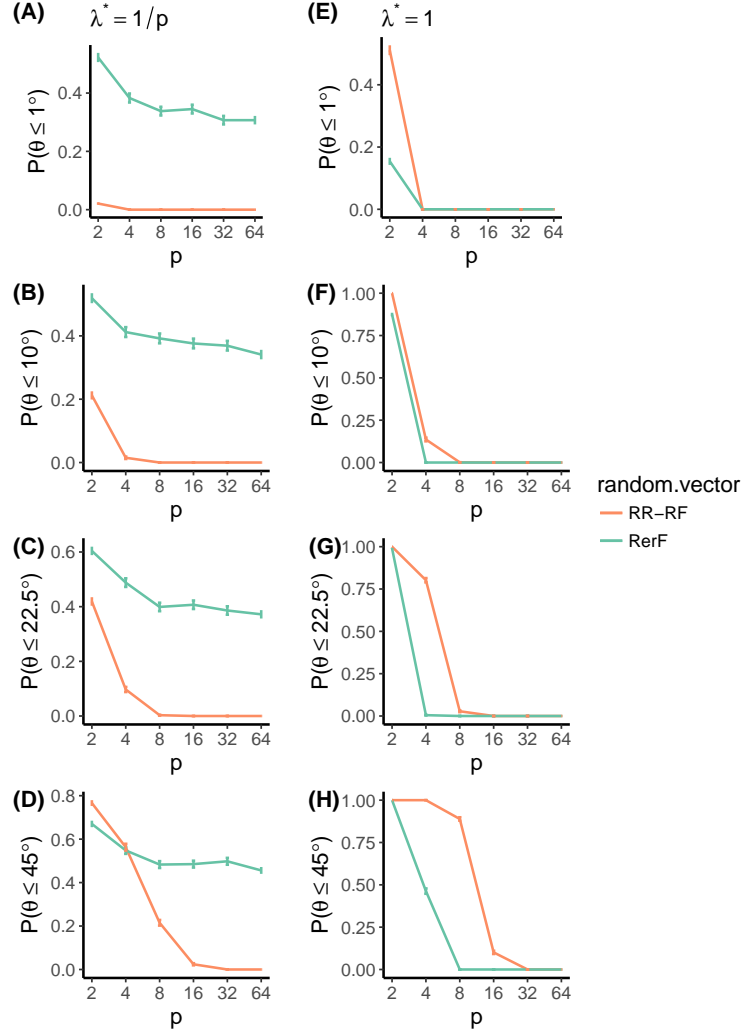 (A)
λ* = 1/p
P(θ ≤ 1°)
0.4
0.2
0.0
2 4 8 16 32 64
p
(E)
λ* = 1
P(θ ≤ 1°)
0.4
0.2
0.0
2 4 8 16 32 64
p
(B)
P(θ ≤ 10°)
0.4
0.2
0.0
2 4 8 16 32 64
p
(F)
P(θ ≤ 10°)
1.00
0.75
0.50
0.25
0.00
2 4 8 16 32 64
p
(C)
P(θ ≤ 22.5°)
0.6
0.4
0.2
0.0
2 4 8 16 32 64
p
(G)
P(θ ≤ 22.5°)
1.00
0.75
0.50
0.25
0.00
2 4 8 16 32 64
p
(D)
P(θ ≤ 45°)
0.8
0.6
0.4
0.2
0.0
2 4 8 16 32 64
p
(H)
P(θ ≤ 45°)
1.00
0.75
0.50
0.25
0.00
2 4 8 16 32 64
p
random.vector
RR−RF
RerF